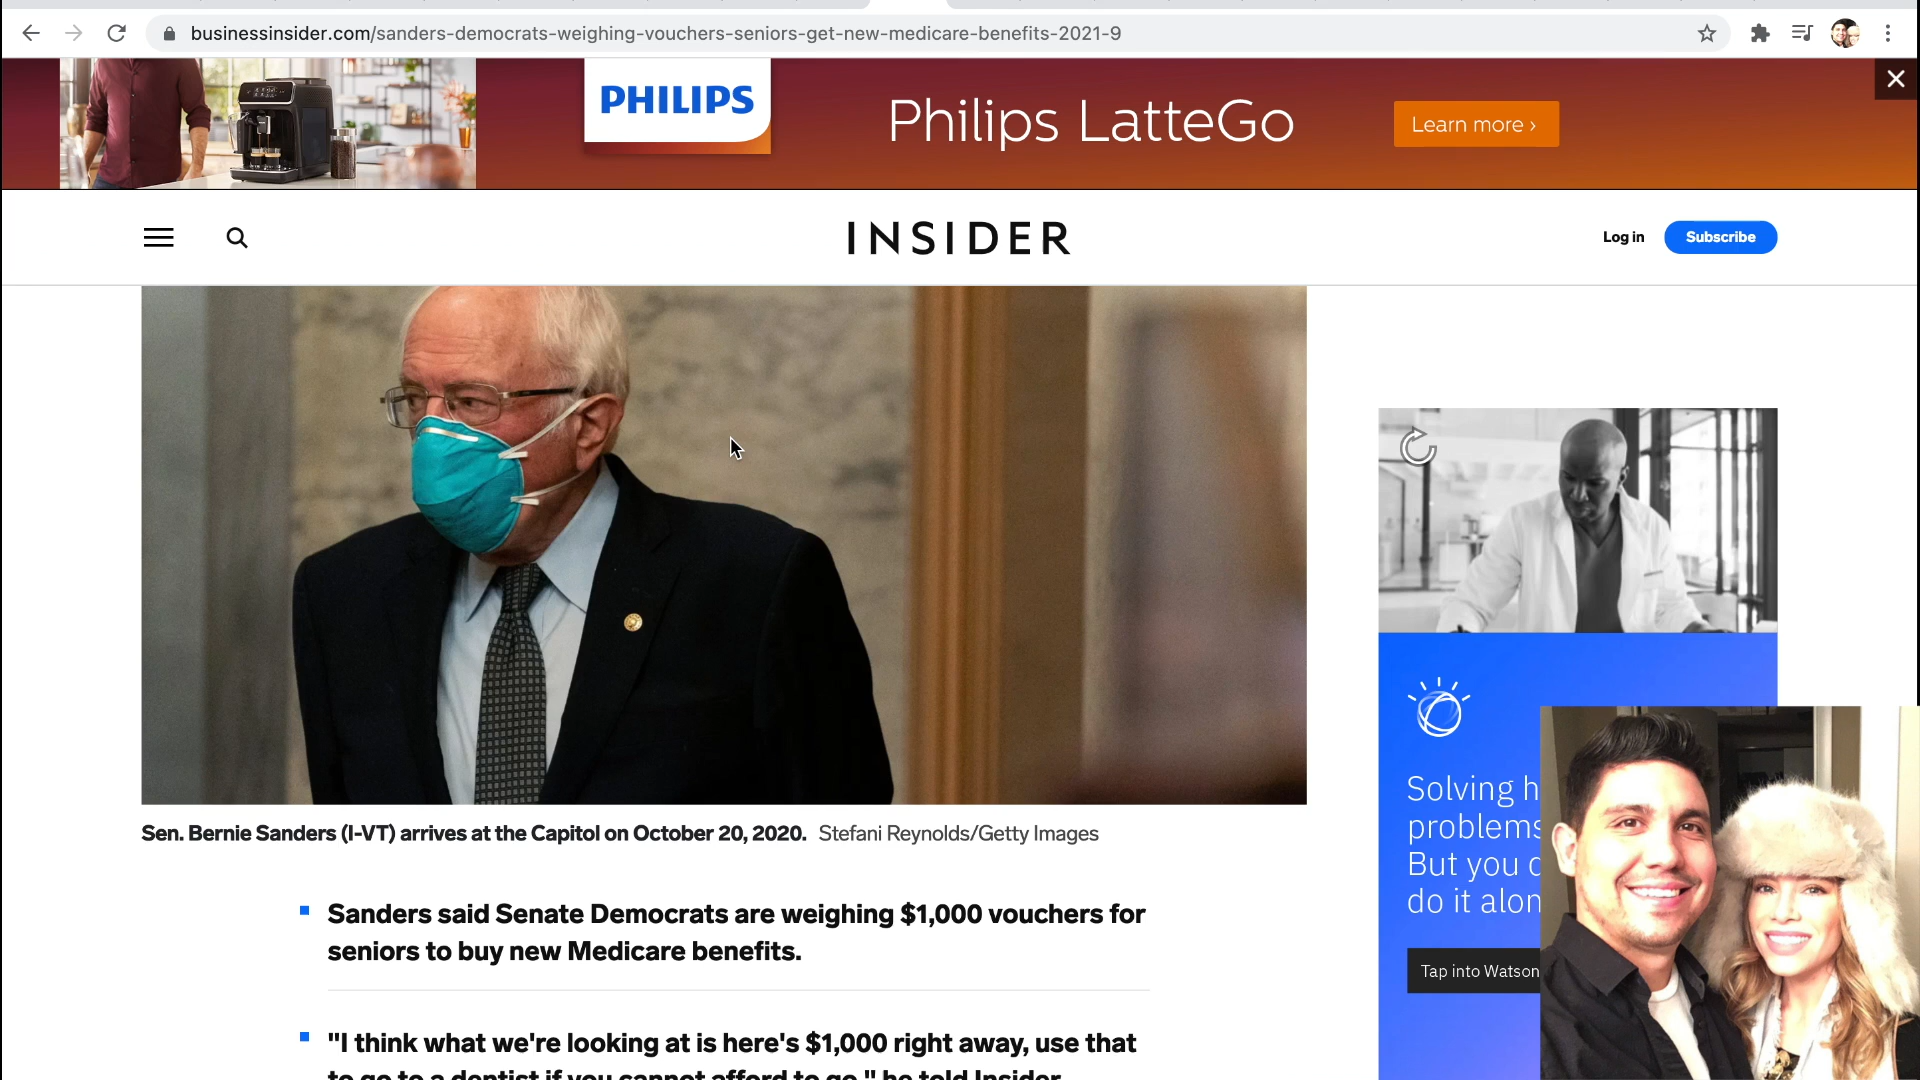 businessinsider.com/sanders-democrats-weighing-vouchers-seniors-get-new-medicare-benefits-2021-9
PHILIPS
Philips LatteGo
Learn more ›
INSIDER
Log in
Subscribe
Sen. Bernie Sanders (I-VT) arrives at the Capitol on October 20, 2020. Stefani Reynolds/Getty Images
Sanders said Senate Democrats are weighing $1,000 vouchers for
seniors to buy new Medicare benefits.
"I think what we're looking at is here's $1,000 right away, use that
to go to a dentist if you cannot afford to go," he told Insider.
Solving
problems
But you
do it
Tap into Watson